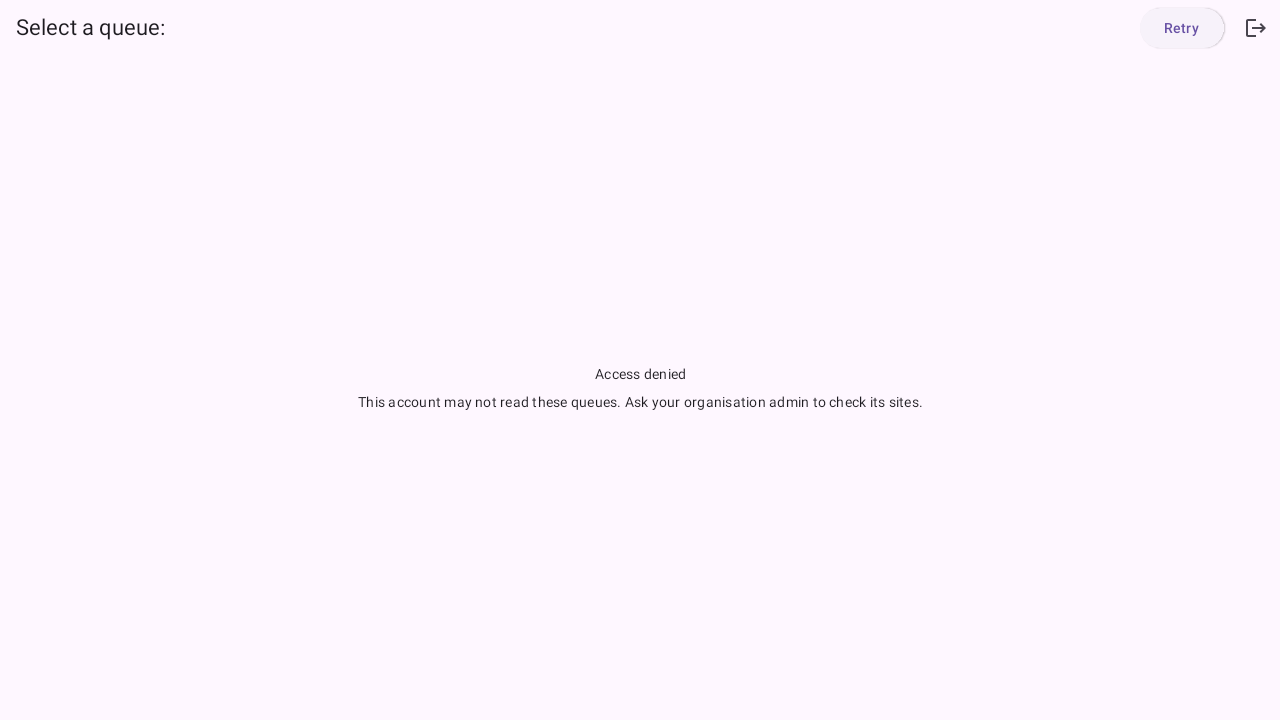 Select a queue:
Retry
Access denied
This account may not read these queues. Ask your organisation admin to check its sites.